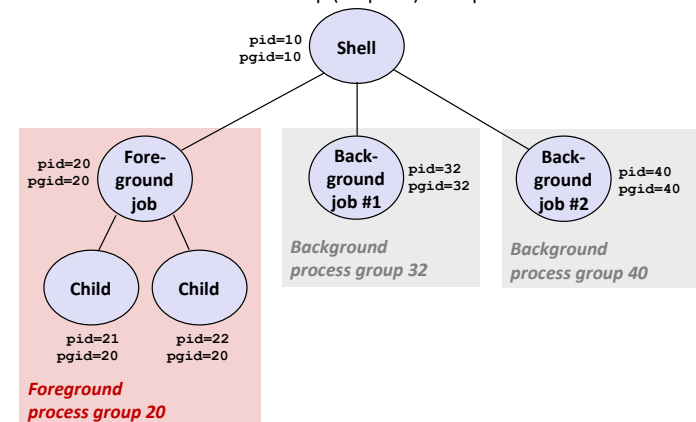 pid=10
pgid=10
Shell
pid=20
pgid=20
Fore-
ground
job
Back-
ground
job #1
pid=32
pgid=32
Back-
ground
job #2
pid=40
pgid=40
Background
process group 32
Background
process group 40
Child
Child
pid=21
pgid=20
pid=22
pgid=20
Foreground
process group 20